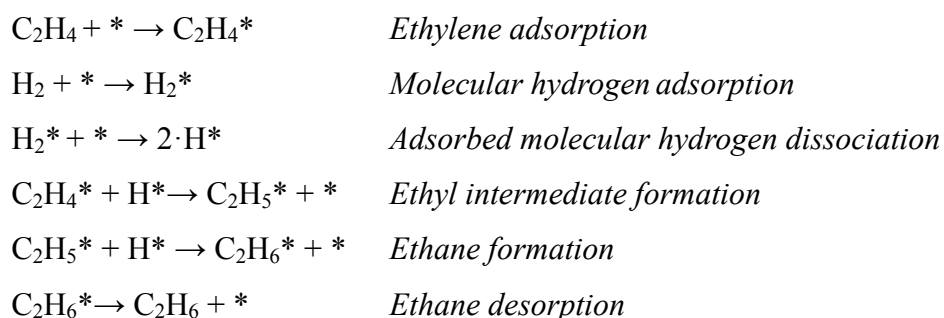 C₂H₄ + * → C₂H₄* Ethylene adsorption
H₂ + * → H₂* Molecular hydrogen adsorption
H₂* + * → 2·H* Adsorbed molecular hydrogen dissociation
C₂H₄* + H*→ C₂H₅* + * Ethyl intermediate formation
C₂H₅* + H* → C₂H₆* + * Ethane formation
C₂H₆*→ C₂H₆ + * Ethane desorption